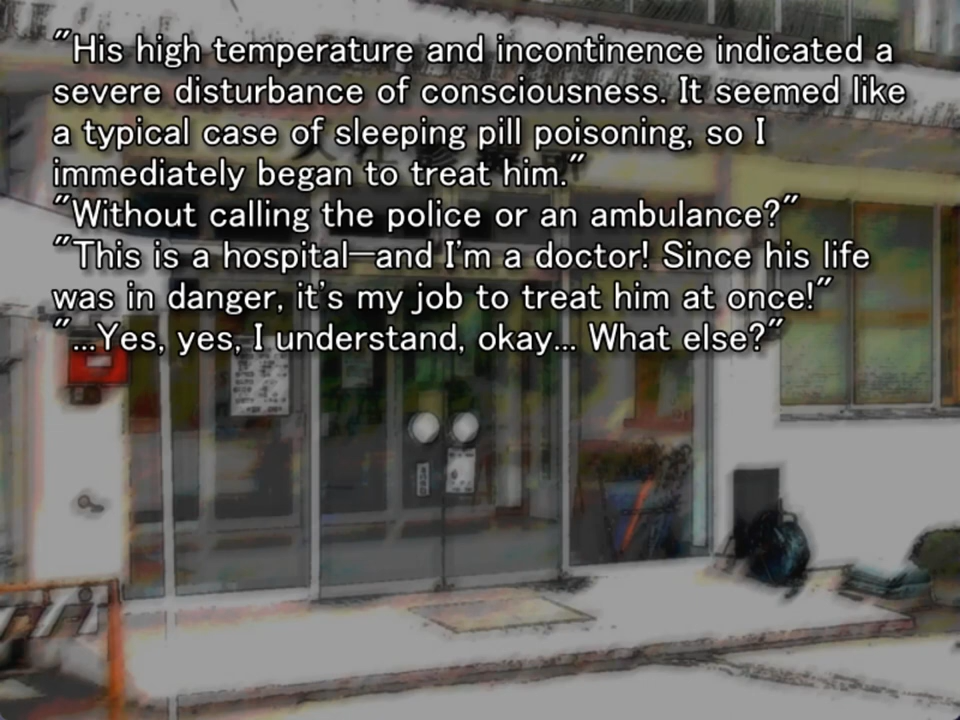 "His high temperature and incontinence indicated a
severe disturbance of consciousness. It seemed like
a typical case of sleeping pill poisoning, so I
immediately began to treat him."
"Without calling the police or an ambulance?"
"This is a hospital—and I'm a doctor! Since his life
was in danger, it's my job to treat him at once!"
"...Yes, yes, I understand, okay... What else?"